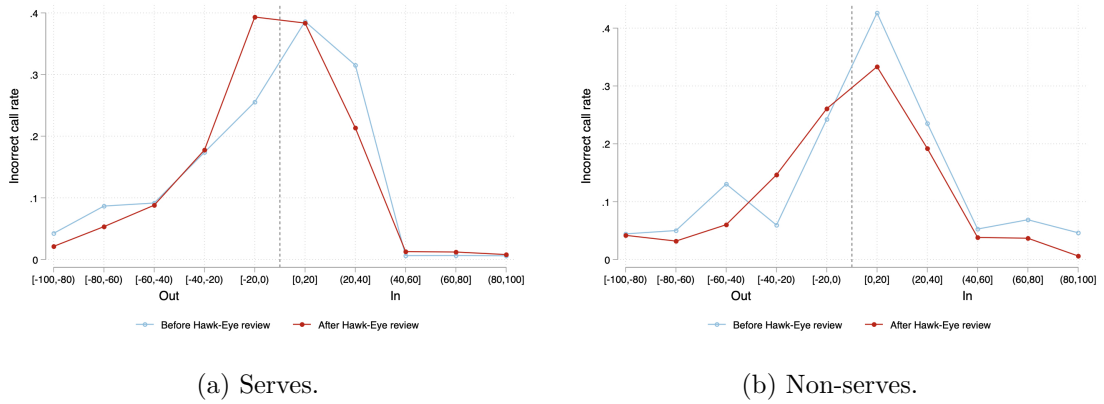 Incorrect call rate
.4
.3
.2
.1
0
[-100,-80) [-80,-60) [-60,-40) [-40,-20) [-20,0) [0,20] (20,40] (40,60] (60,80] (80,100]
Out In
Before Hawk-Eye review After Hawk-Eye review
(a) Serves.
Incorrect call rate
.4
.3
.2
.1
0
[-100,-80) [-80,-60) [-60,-40) [-40,-20) [-20,0) [0,20] (20,40] (40,60] (60,80] (80,100]
Out In
Before Hawk-Eye review After Hawk-Eye review
(b) Non-serves.